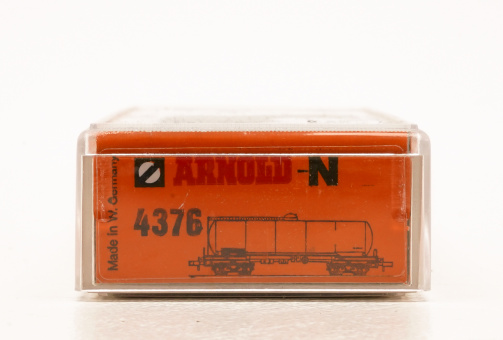 ARNOLD-N
4376
Made in W. Germany